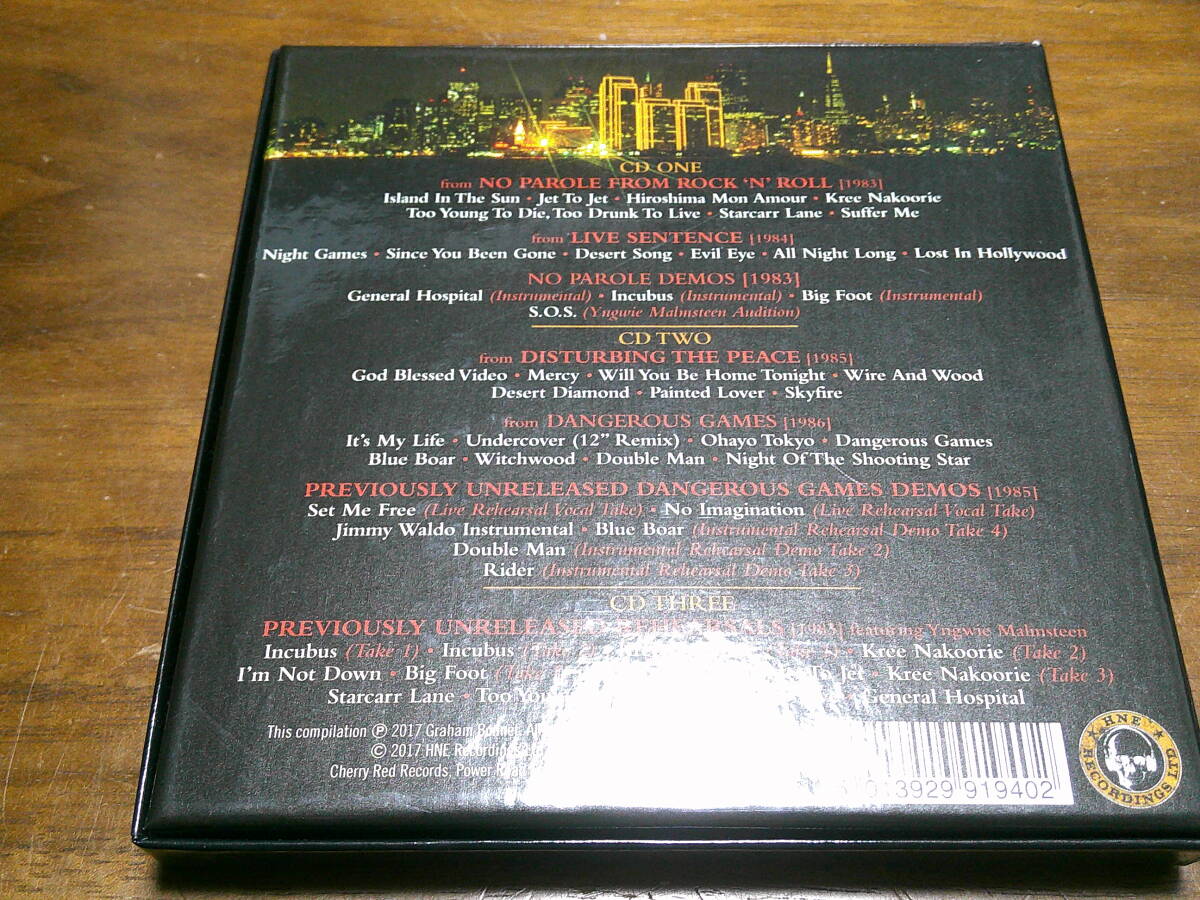 CD ONE
from NO PAROLE FROM ROCK 'N' ROLL [1983]
Island In The Sun • Jet To Jet • Hiroshima Mon Amour • Kree Nakoorie
Too Young To Die, Too Drunk To Live • Starcarr Lane • Suffer Me
from LIVE SENTENCE [1984]
Night Games • Since You Been Gone • Desert Song • Evil Eye • All Night Long • Lost In Hollywood
NO PAROLE DEMOS [1983]
General Hospital (Instrumental) • Incubus (Instrumental) • Big Foot (Instrumental)
S.O.S. (Yngwie Malmsteen Audition)
CD TWO
from DISTURBING THE PEACE [1985]
God Blessed Video • Mercy • Will You Be Home Tonight • Wire And Wood
Desert Diamond • Painted Lover • Skyfire
from DANGEROUS GAMES [1986]
It's My Life • Undercover (12" Remix) • Ohayo Tokyo • Dangerous Games
Blue Boar • Witchwood • Double Man • Night Of The Shooting Star
PREVIOUSLY UNRELEASED DANGEROUS GAMES DEMOS [1985]
Set Me Free (Live Rehearsal Vocal Take) • No Imagination (Live Rehearsal Vocal Take)
Jimmy Waldo Instrumental • Blue Boar (Instrumental Rehearsal Demo Take 4)
Double Man (Instrumental Rehearsal Demo Take 2)
Rider (Instrumental Rehearsal Demo Take 3)
CD THREE
PREVIOUSLY UNRELEASED REHEARSALS [1983] featuring Yngwie Malmsteen
Incubus (Take 1) • Incubus • Kree Nakoorie (Take 2)
I'm Not Down • Big Foot To Jet • Kree Nakoorie (Take 3)
Starcarr Lane • Too General Hospital
This compilation ℗ 2017 Graham Bonnet.
© 2017 HNE Recordings
Cherry Red Records, Power Road
013929 919402
HNE RECORDINGS LTD